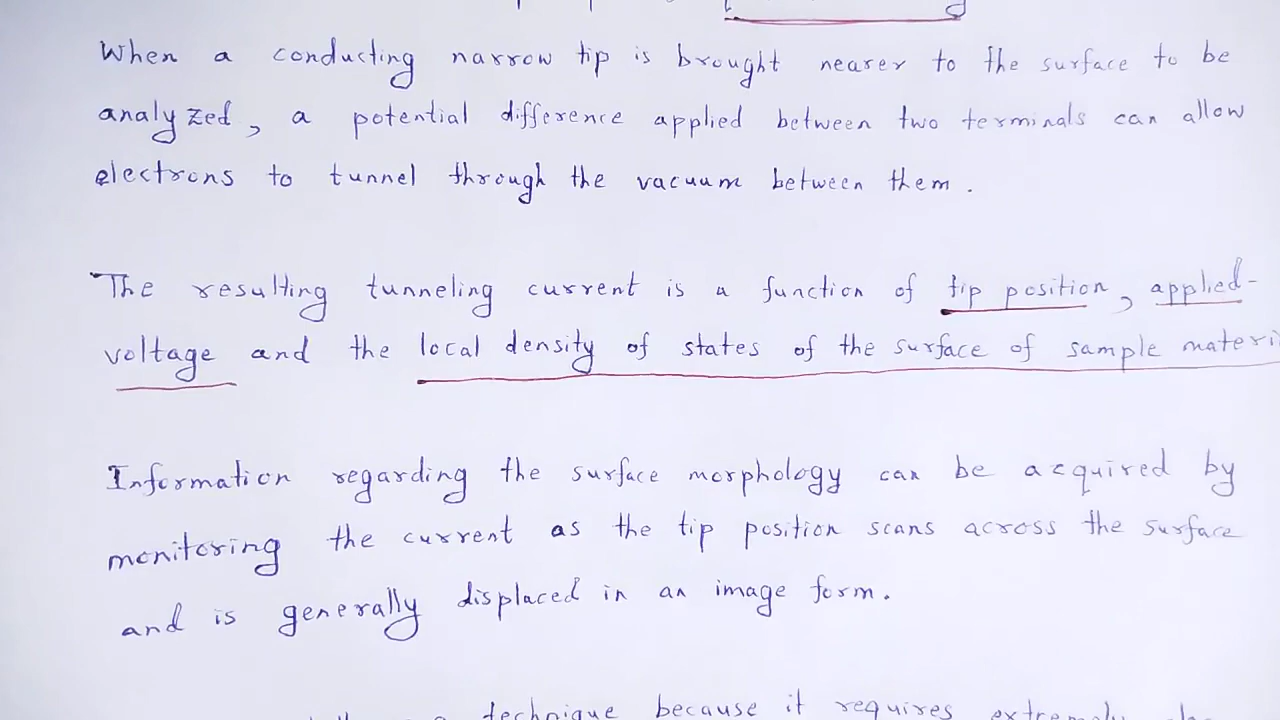 When a conducting narrow tip is brought nearer to the surface to be
analyzed, a potential difference applied between two terminals can allow
electrons to tunnel through the vacuum between them.
The resulting tunneling current is a function of tip position, applied-
voltage and the local density of states of the surface of sample materi
Information regarding the surface morphology can be acquired by
monitoring the current as the tip position scans across the surface
and is generally displaced in an image form.
technique because it requires extremely